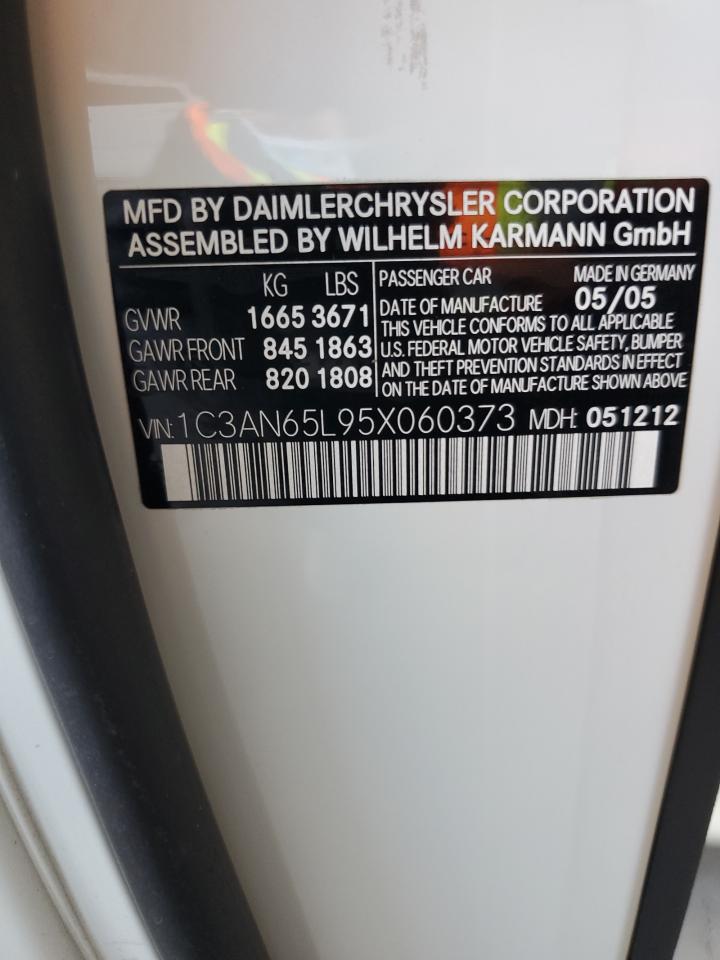 MFD BY DAIMLERCHRYSLER CORPORATION
ASSEMBLED BY WILHELM KARMANN GmbH
KG LBS
GVWR 1665 3671
GAWR FRONT 845 1863
GAWR REAR 820 1808
PASSENGER CAR MADE IN GERMANY
DATE OF MANUFACTURE 05/05
THIS VEHICLE CONFORMS TO ALL APPLICABLE
U.S. FEDERAL MOTOR VEHICLE SAFETY, BUMPER
AND THEFT PREVENTION STANDARDS IN EFFECT
ON THE DATE OF MANUFACTURE SHOWN ABOVE
VIN: 1C3AN65L95X060373 MDH: 051212